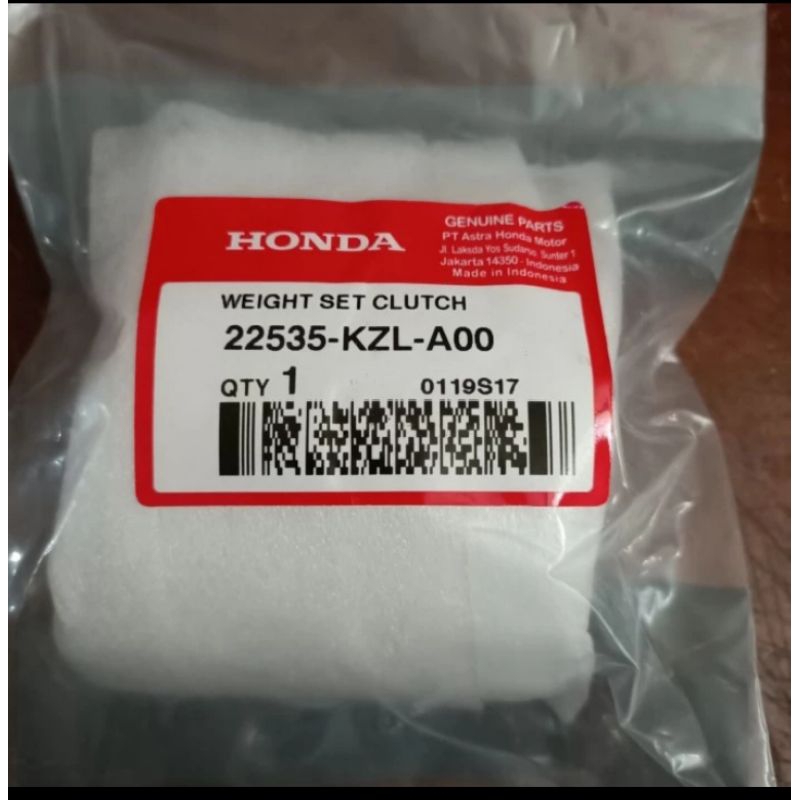 HONDA
GENUINE PARTS
PT Astra Honda Motor
Jl. Laksda Yos Sudarso, Sunter 1
Jakarta 14350 - Indonesia
Made in Indonesia
WEIGHT SET CLUTCH
22535-KZL-A00
QTY 1 0119S17